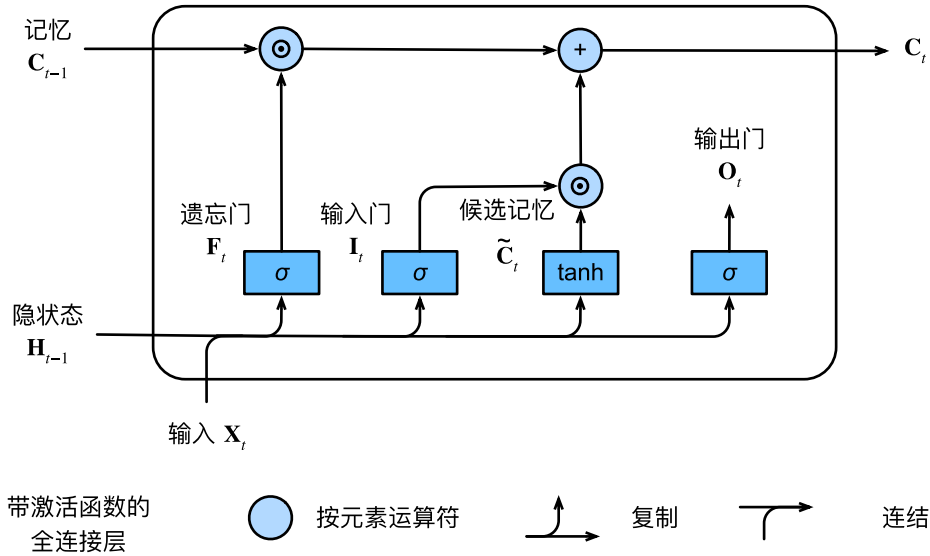 记忆
C_{t−1}
C_t
输出门
O_t
遗忘门
F_t
输入门
I_t
候选记忆
C̃_t
σ
σ
tanh
σ
隐状态
H_{t−1}
输入 X_t
带激活函数的
全连接层
按元素运算符
复制
连结